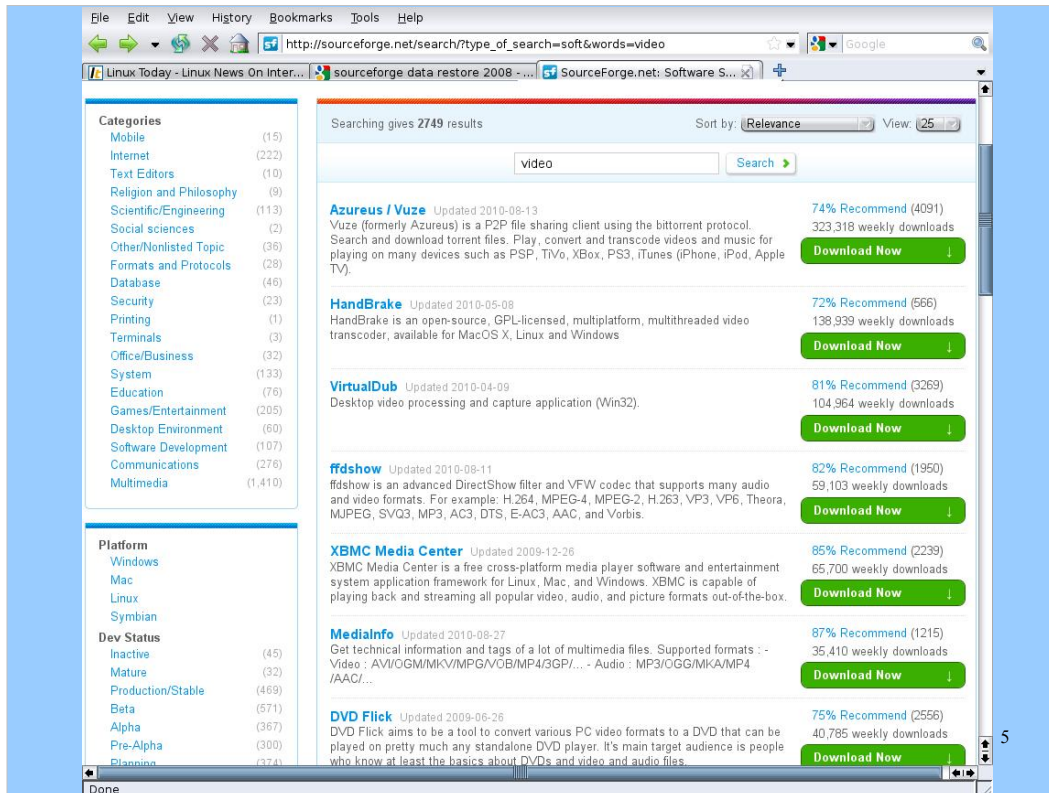 File Edit View History Bookmarks Tools Help
http://sourceforge.net/search/?type_of_search=soft&words=video Google
Linux Today - Linux News On Inter... sourceforge data restore 2008 - ... SourceForge.net: Software S...
Categories
Mobile (15)
Internet (222)
Text Editors (10)
Religion and Philosophy (9)
Scientific/Engineering (113)
Social sciences (2)
Other/Nonlisted Topic (36)
Formats and Protocols (28)
Database (46)
Security (23)
Printing (1)
Terminals (3)
Office/Business (32)
System (133)
Education (76)
Games/Entertainment (205)
Desktop Environment (60)
Software Development (107)
Communications (276)
Multimedia (1,410)
Platform
Windows
Mac
Linux
Symbian
Dev Status
Inactive (45)
Mature (32)
Production/Stable (469)
Beta (571)
Alpha (367)
Pre-Alpha (300)
Planning (374)
Searching gives 2749 results Sort by: Relevance View: 25
video Search
Azureus / Vuze Updated 2010-08-13
Vuze (formerly Azureus) is a P2P file sharing client using the bittorrent protocol.
Search and download torrent files. Play, convert and transcode videos and music for
playing on many devices such as PSP, TiVo, XBox, PS3, iTunes (iPhone, iPod, Apple
TV).
74% Recommend (4091)
323,318 weekly downloads
Download Now ↓
HandBrake Updated 2010-05-08
HandBrake is an open-source, GPL-licensed, multiplatform, multithreaded video
transcoder, available for MacOS X, Linux and Windows
72% Recommend (566)
138,939 weekly downloads
Download Now ↓
VirtualDub Updated 2010-04-09
Desktop video processing and capture application (Win32).
81% Recommend (3269)
104,964 weekly downloads
Download Now ↓
ffdshow Updated 2010-08-11
ffdshow is an advanced DirectShow filter and VFW codec that supports many audio
and video formats. For example: H.264, MPEG-4, MPEG-2, H.263, VP3, VP6, Theora,
MJPEG, SVQ3, MP3, AC3, DTS, E-AC3, AAC, and Vorbis.
82% Recommend (1950)
59,103 weekly downloads
Download Now ↓
XBMC Media Center Updated 2009-12-26
XBMC Media Center is a free cross-platform media player software and entertainment
system application framework for Linux, Mac, and Windows. XBMC is capable of
playing back and streaming all popular video, audio, and picture formats out-of-the-box.
85% Recommend (2239)
65,700 weekly downloads
Download Now ↓
MediaInfo Updated 2010-08-27
Get technical information and tags of a lot of multimedia files. Supported formats : -
Video : AVI/OGM/MKV/MPG/VOB/MP4/3GP/... - Audio : MP3/OGG/MKA/MP4
/AAC/...
87% Recommend (1215)
35,410 weekly downloads
Download Now ↓
DVD Flick Updated 2009-06-26
DVD Flick aims to be a tool to convert various PC video formats to a DVD that can be
played on pretty much any standalone DVD player. It's main target audience is people
who know at least the basics about DVDs and video and audio files.
75% Recommend (2556)
40,785 weekly downloads
Download Now ↓
Done
5